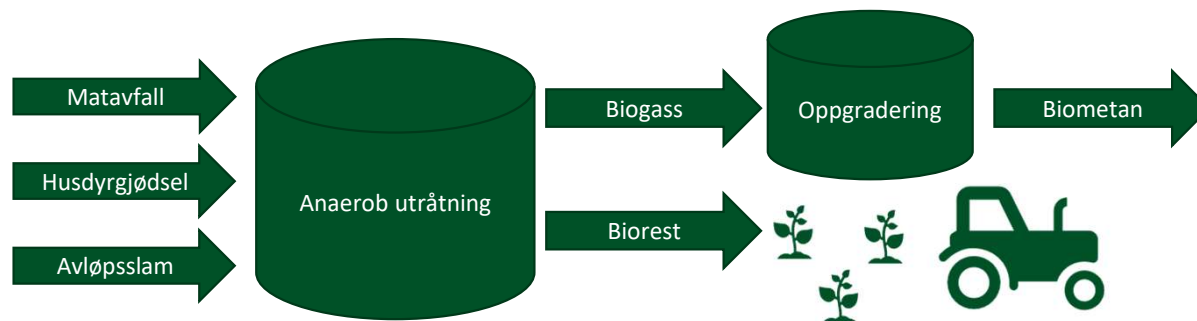 Matavfall
Husdyrgjødsel
Avløpsslam
Anaerob utråtning
Biogass
Biorest
Oppgradering
Biometan